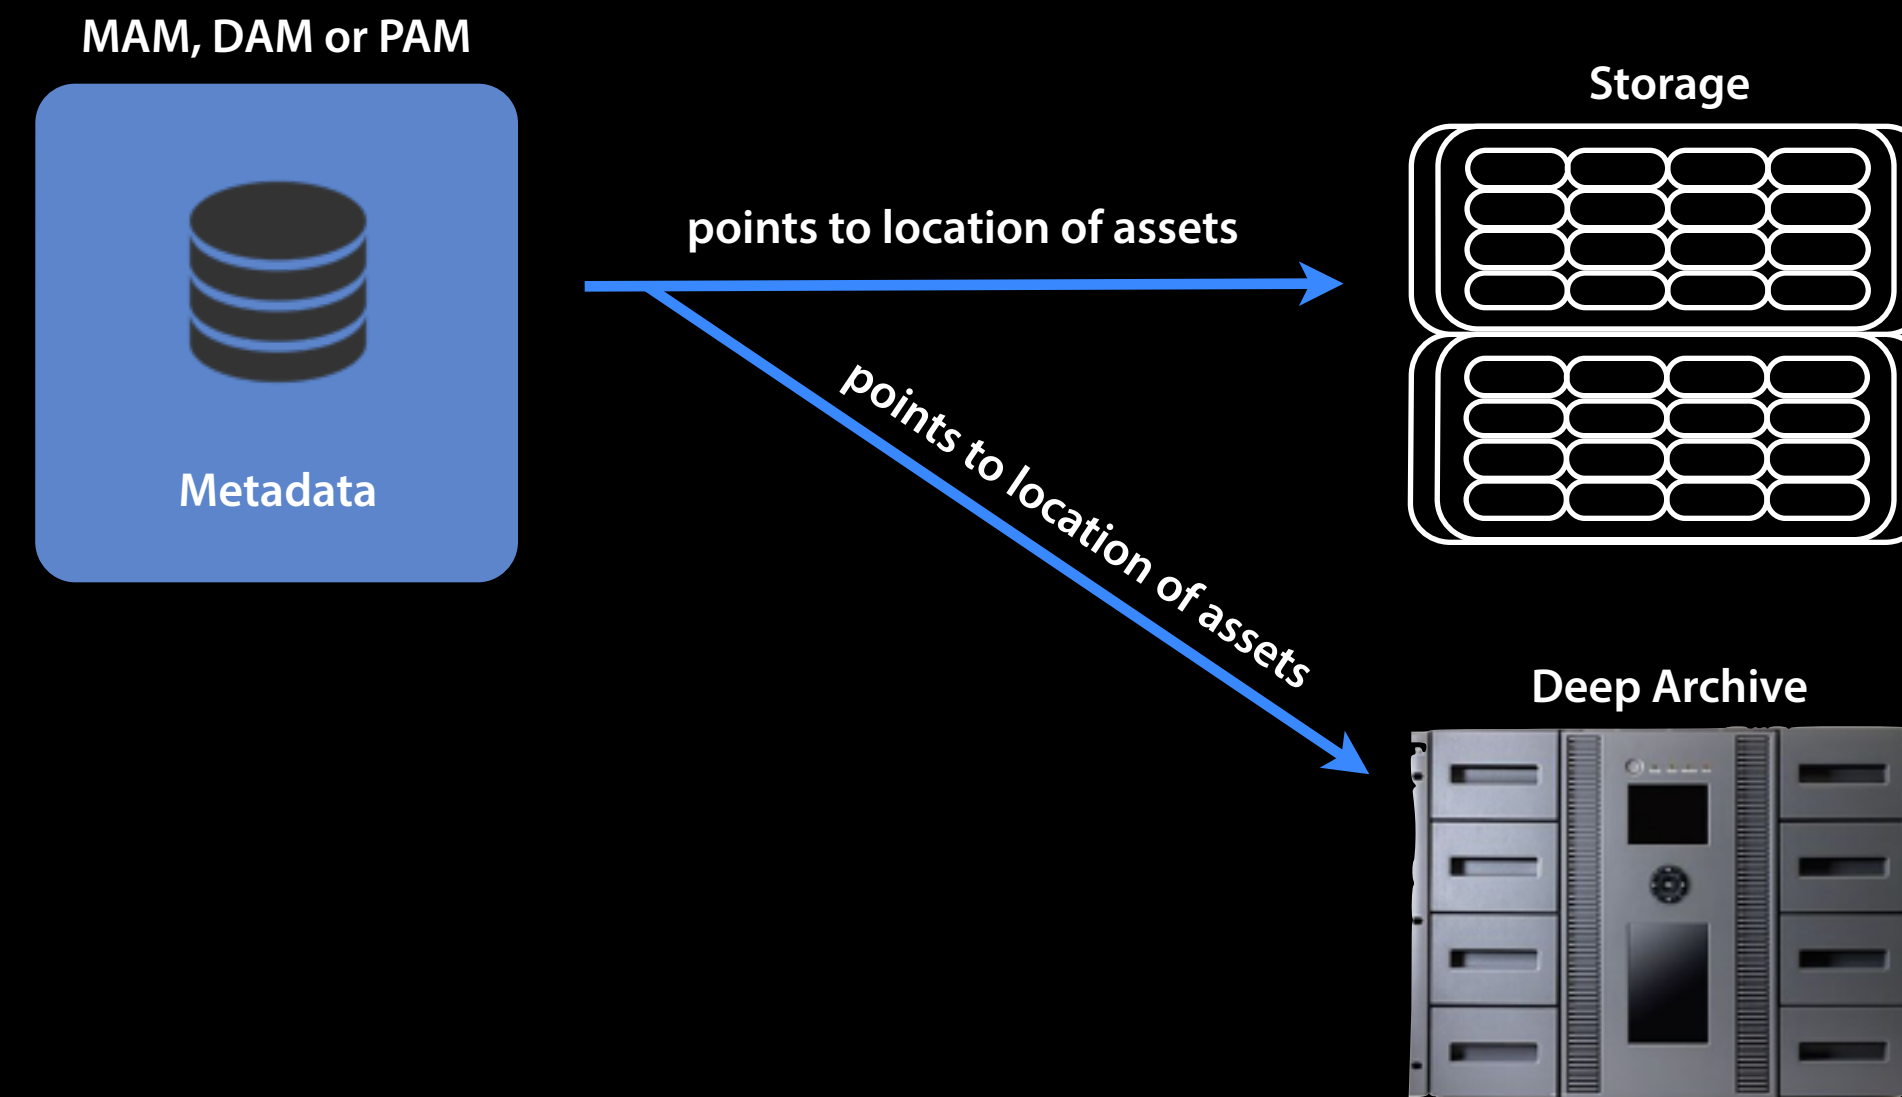 MAM, DAM or PAM
Metadata
points to location of assets
points to location of assets
Storage
Deep Archive